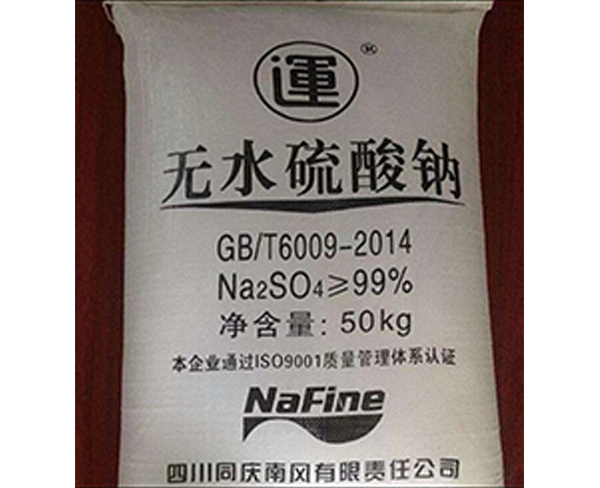 運®
无水硫酸钠
GB/T6009-2014
Na2SO4≥99%
净含量：50kg
本企业通过ISO9001质量管理体系认证
NaFine
四川同庆南风有限责任公司